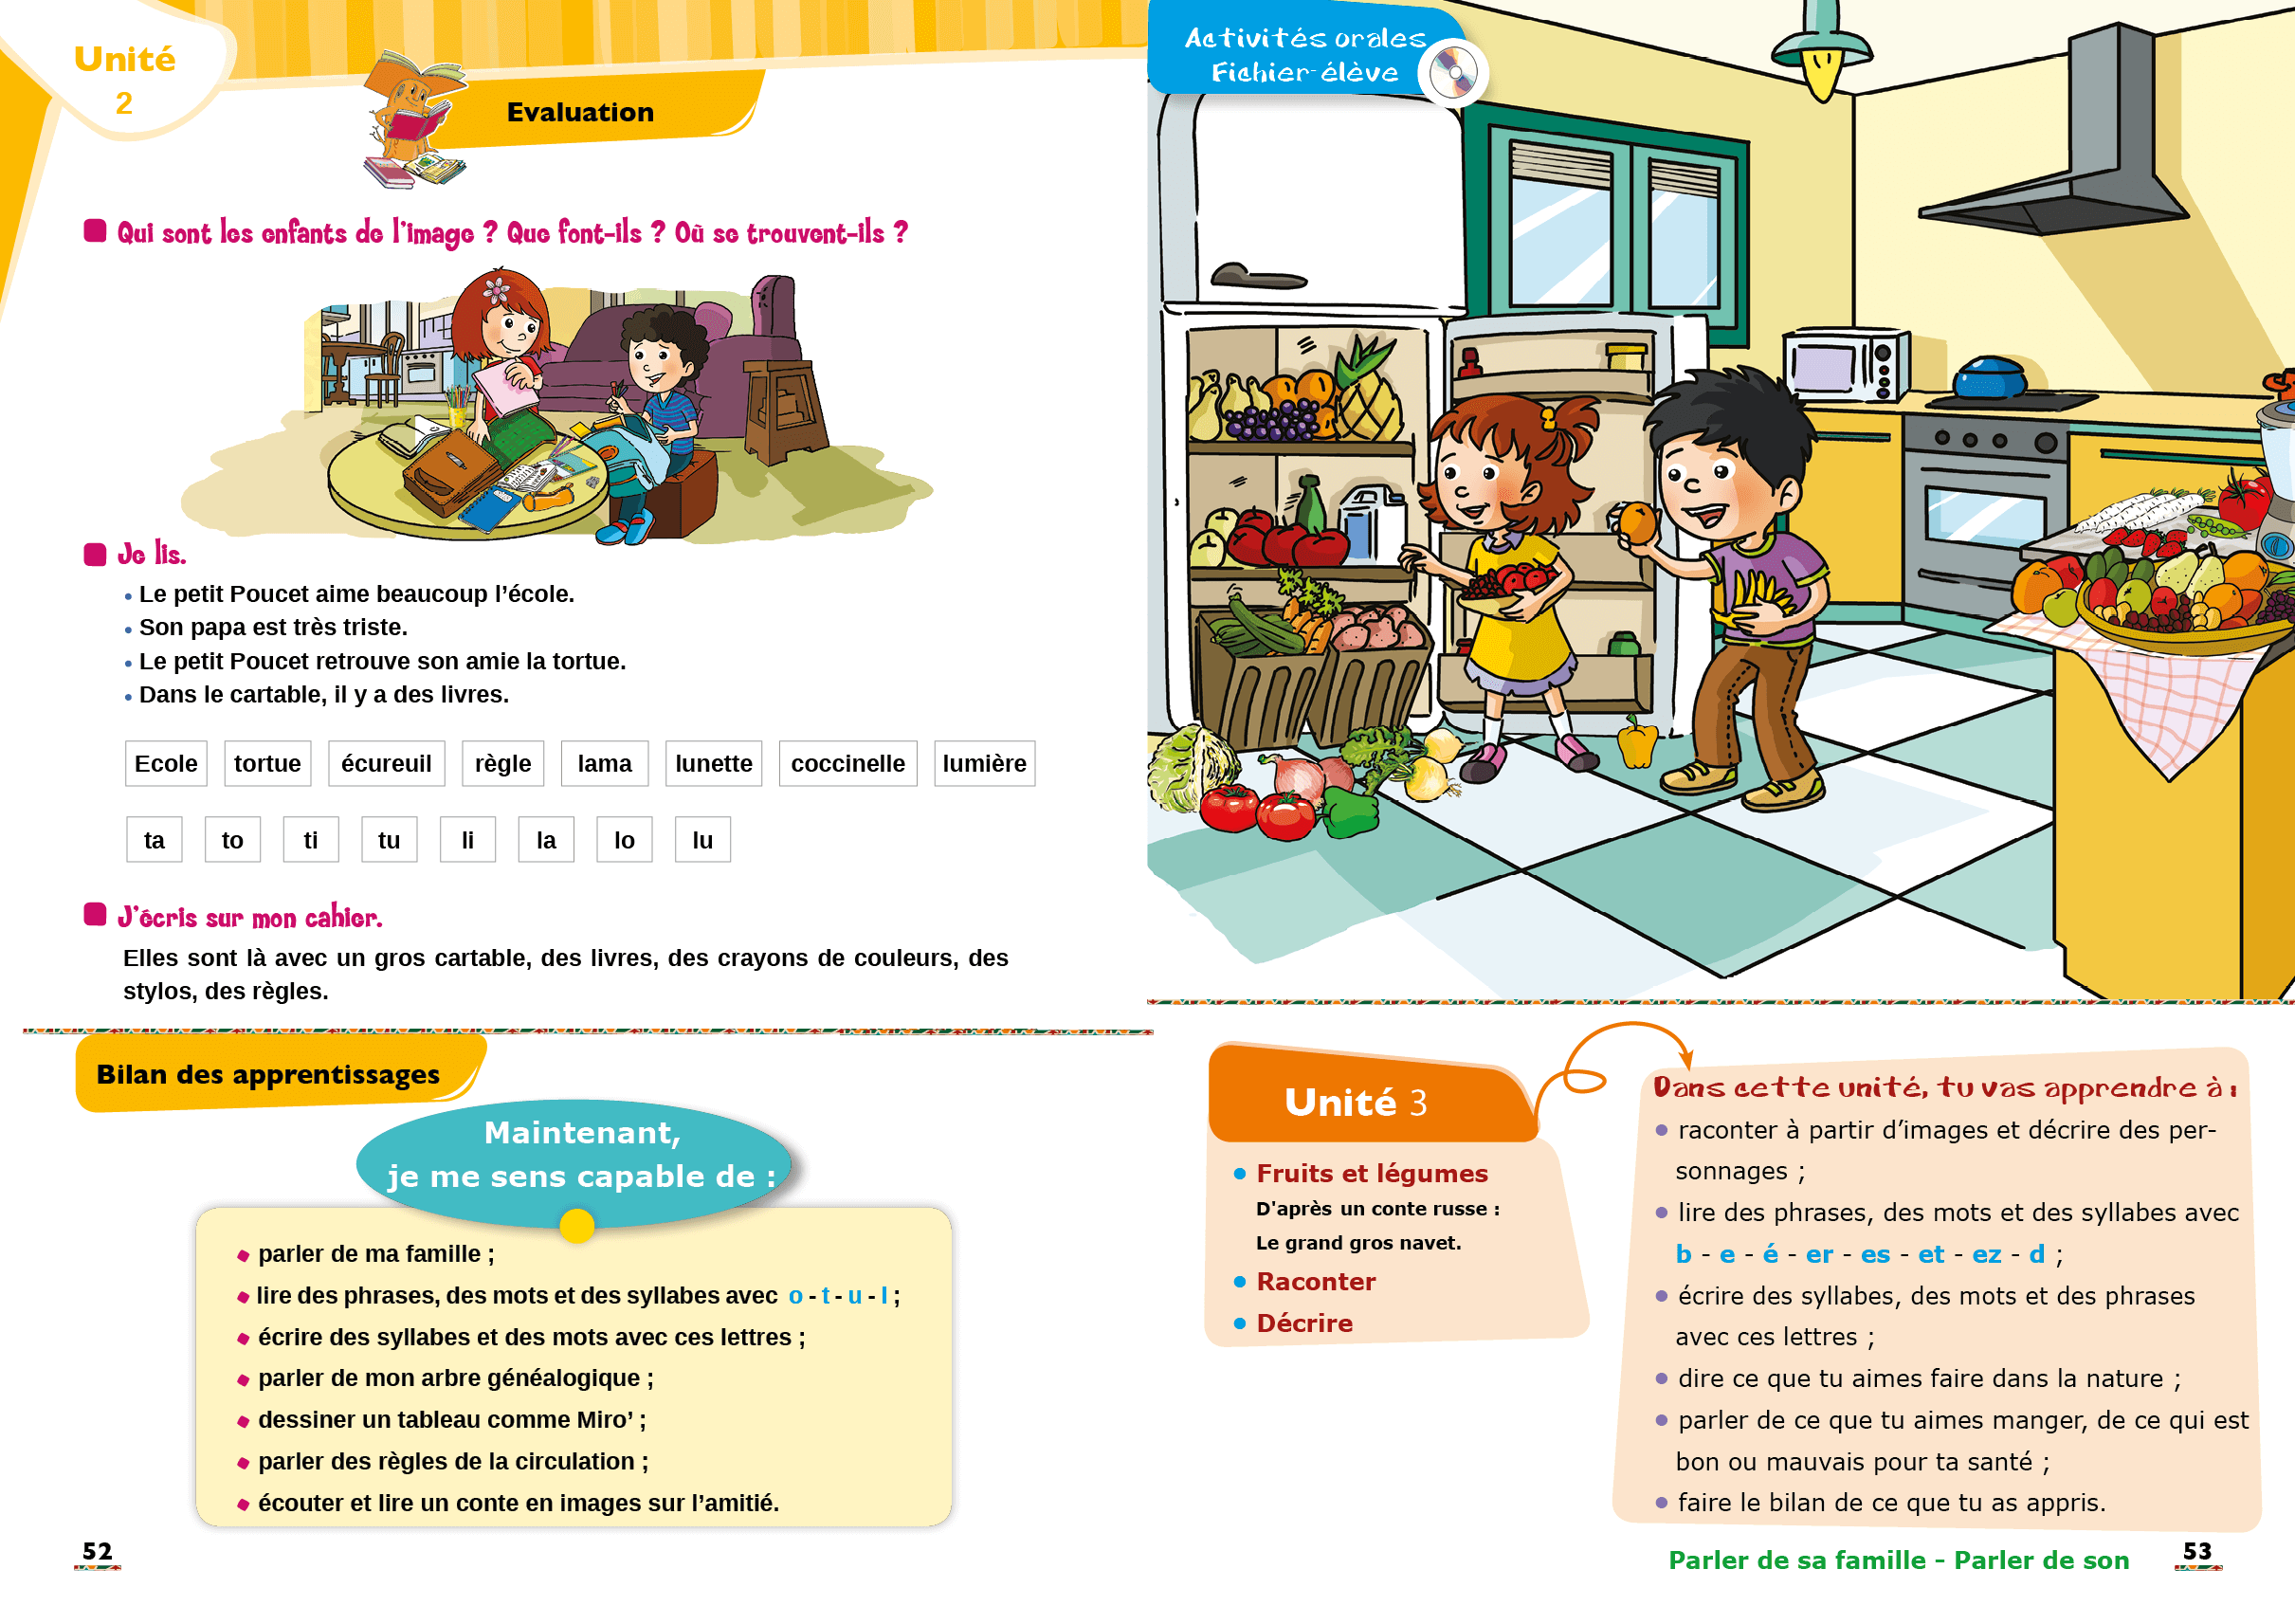 Unité
2
Evaluation
Qui sont les enfants de l'image ? Que font-ils ? Où se trouvent-ils ?
Je lis.
• Le petit Poucet aime beaucoup l’école.
• Son papa est très triste.
• Le petit Poucet retrouve son amie la tortue.
• Dans le cartable, il y a des livres.
Ecole tortue écureuil règle lama lunette coccinelle lumière
ta to ti tu li la lo lu
J'écris sur mon cahier.
Elles sont là avec un gros cartable, des livres, des crayons de couleurs, des
stylos, des règles.
Bilan des apprentissages
Maintenant,
je me sens capable de :
parler de ma famille ;
lire des phrases, des mots et des syllabes avec o - t - u - l ;
écrire des syllabes et des mots avec ces lettres ;
parler de mon arbre généalogique ;
dessiner un tableau comme Miro’ ;
parler des règles de la circulation ;
écouter et lire un conte en images sur l’amitié.
52
Activités orales
Fichier-élève
Unité 3
• Fruits et légumes
D'après un conte russe :
Le grand gros navet.
• Raconter
• Décrire
Dans cette unité, tu vas apprendre à :
• raconter à partir d’images et décrire des per-
sonnages ;
• lire des phrases, des mots et des syllabes avec
b - e - é - er - es - et - ez - d ;
• écrire des syllabes, des mots et des phrases
avec ces lettres ;
• dire ce que tu aimes faire dans la nature ;
• parler de ce que tu aimes manger, de ce qui est
bon ou mauvais pour ta santé ;
• faire le bilan de ce que tu as appris.
Parler de sa famille - Parler de son
53